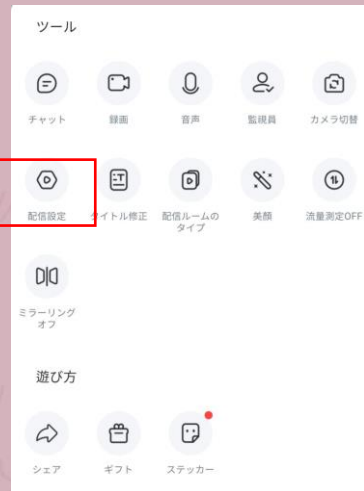 ツール
チャット
録画
音声
監視員
カメラ切替
配信設定
タイトル修正
配信ルームの
タイプ
美顔
流量測定OFF
ミラーリング
オフ
遊び方
シェア
ギフト
ステッカー